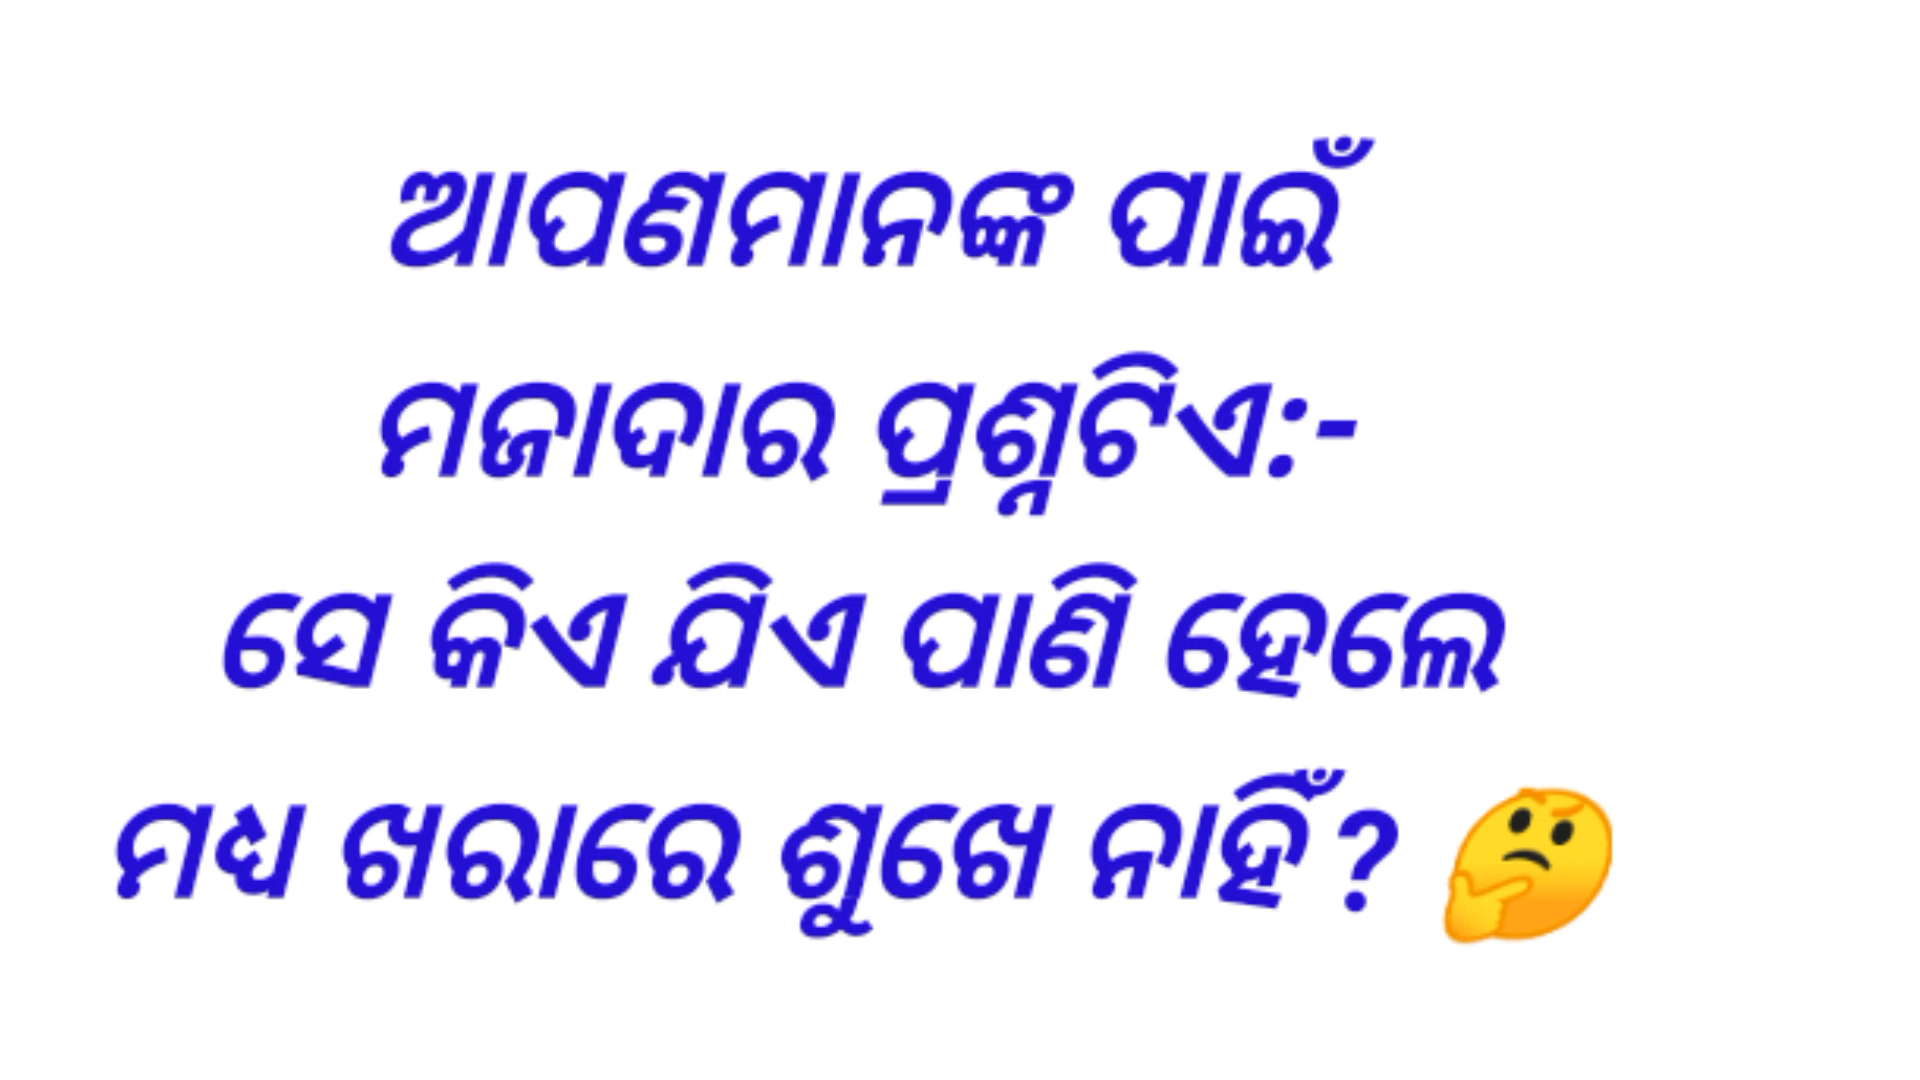 ଆପଣମାନଙ୍କ ପାଇଁ
ମଜାଦାର ପ୍ରଶ୍ନଟିଏ:-
ସେ କିଏ ଯିଏ ପାଣି ହେଲେ
ମଧ୍ୟ ଖରାରେ ଶୁଖେ ନାହିଁ? 🤔